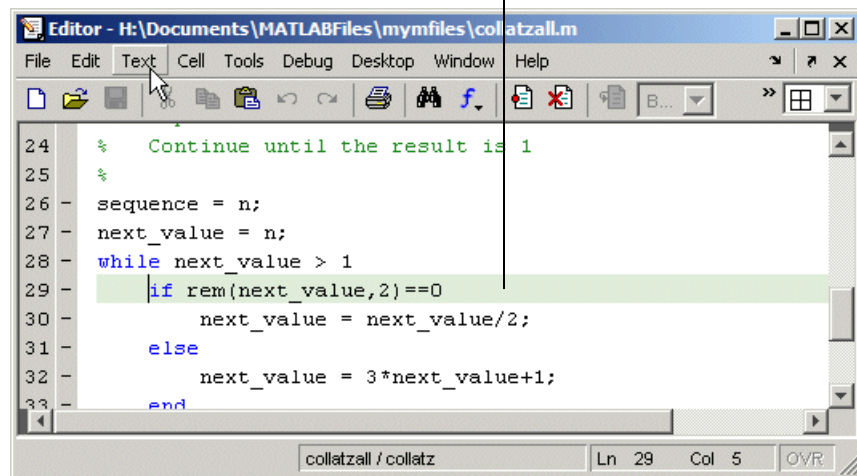 Editor - H:\Documents\MATLABFiles\mymfiles\collatzall.m
File Edit Text Cell Tools Debug Desktop Window Help
B...
24 % Continue until the result is 1
25 %
26 - sequence = n;
27 - next_value = n;
28 - while next_value > 1
29 - if rem(next_value,2)==0
30 - next_value = next_value/2;
31 - else
32 - next_value = 3*next_value+1;
33 - end
collatzall / collatz Ln 29 Col 5 OVR